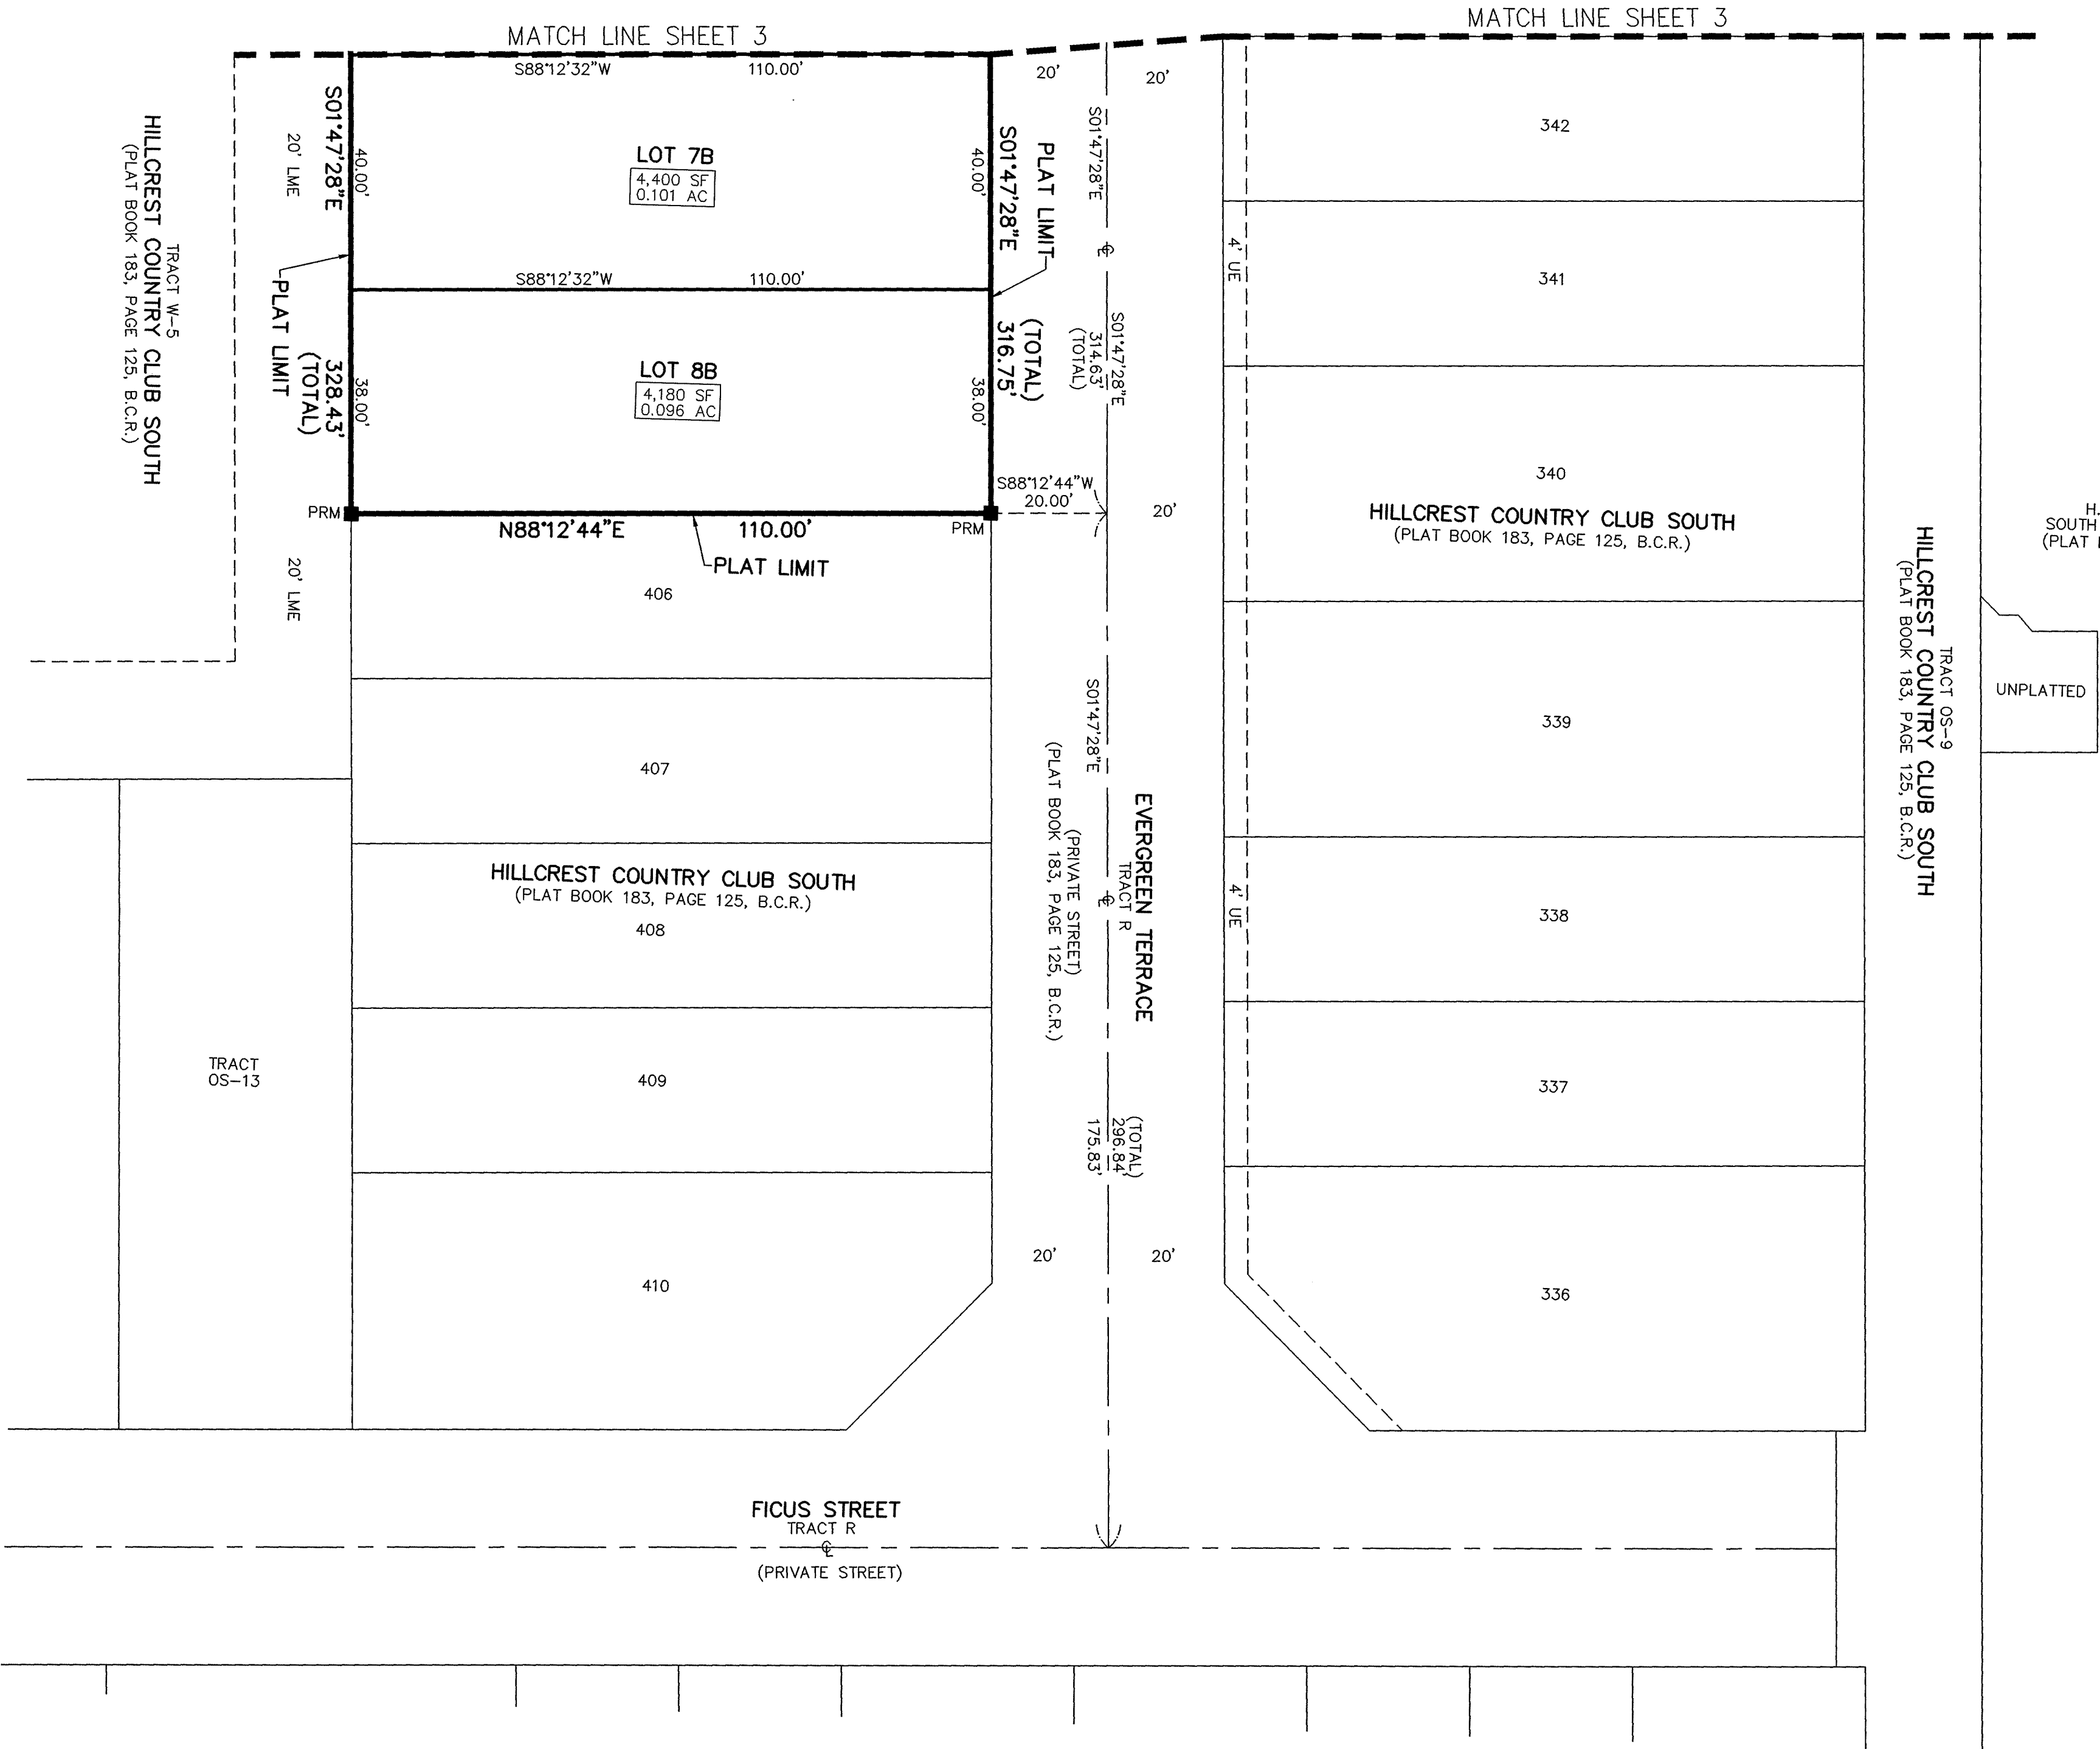 MATCH LINE SHEET 3
MATCH LINE SHEET 3
S88°12'32"W 110.00'
20'
20'
S01°47'28"E
40.00'
20' LME
LOT 7B
4,400 SF
0.101 AC
40.00'
S01°47'28"E
PLAT LIMIT
S01°47'28"E
℄
TRACT W-5
HILLCREST COUNTRY CLUB SOUTH
(PLAT BOOK 183, PAGE 125, B.C.R.)
PLAT LIMIT
S88°12'32"W 110.00'
328.43'
(TOTAL)
38.00'
LOT 8B
4,180 SF
0.096 AC
38.00'
(TOTAL)
316.75'
S01°47'28"E
314.63'
(TOTAL)
S88°12'44"W
20.00'
20'
PRM
N88°12'44"E 110.00'
PRM
PLAT LIMIT
20' LME
406
407
HILLCREST COUNTRY CLUB SOUTH
(PLAT BOOK 183, PAGE 125, B.C.R.)
408
409
410
TRACT
OS-13
S01°47'28"E
EVERGREEN TERRACE
TRACT R
℄
(PRIVATE STREET)
(PLAT BOOK 183, PAGE 125, B.C.R.)
(TOTAL)
296.84'
175.83'
20'
20'
4' UE
4' UE
342
341
340
HILLCREST COUNTRY CLUB SOUTH
(PLAT BOOK 183, PAGE 125, B.C.R.)
339
338
337
336
TRACT OS-9
HILLCREST COUNTRY CLUB SOUTH
(PLAT BOOK 183, PAGE 125, B.C.R.)
H.
SOUTH
(PLAT
UNPLATTED
FICUS STREET
TRACT R
℄
(PRIVATE STREET)